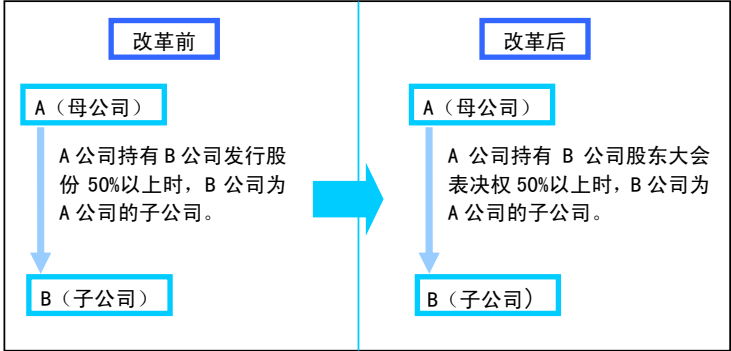 改革前
A（母公司）
A 公司持有 B 公司发行股
份 50%以上时，B 公司为
A 公司的子公司。
B（子公司）
改革后
A（母公司）
A 公司持有 B 公司股东大会
表决权 50%以上时，B 公司为
A 公司的子公司。
B（子公司）